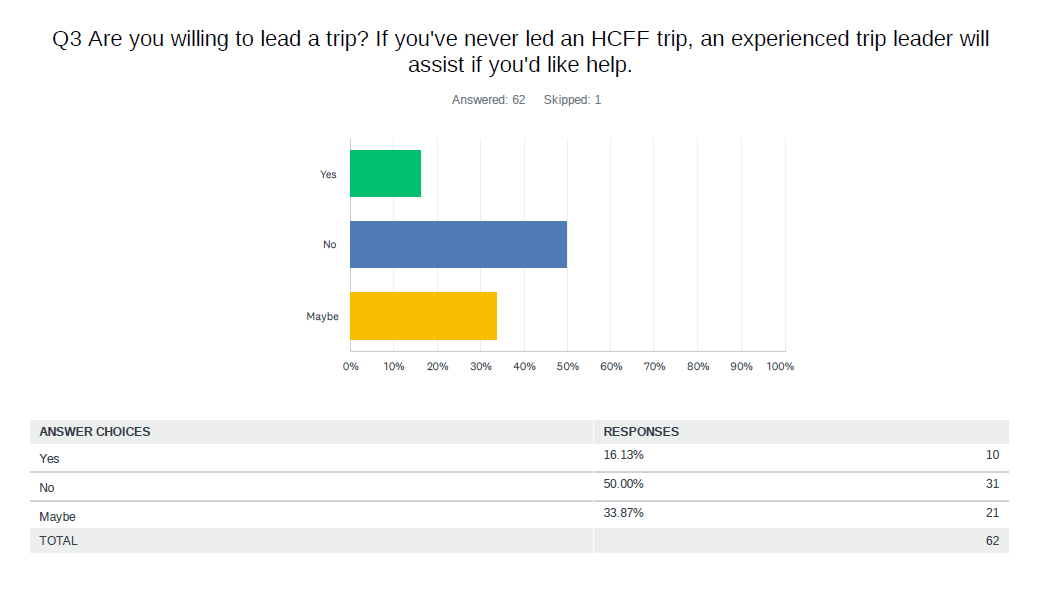 Q3 Are you willing to lead a trip? If you've never led an HCFF trip, an experienced trip leader will
assist if you'd like help.
Answered: 62 Skipped: 1
Yes
No
Maybe
0% 10% 20% 30% 40% 50% 60% 70% 80% 90% 100%
ANSWER CHOICES RESPONSES
Yes 16.13% 10
No 50.00% 31
Maybe 33.87% 21
TOTAL 62